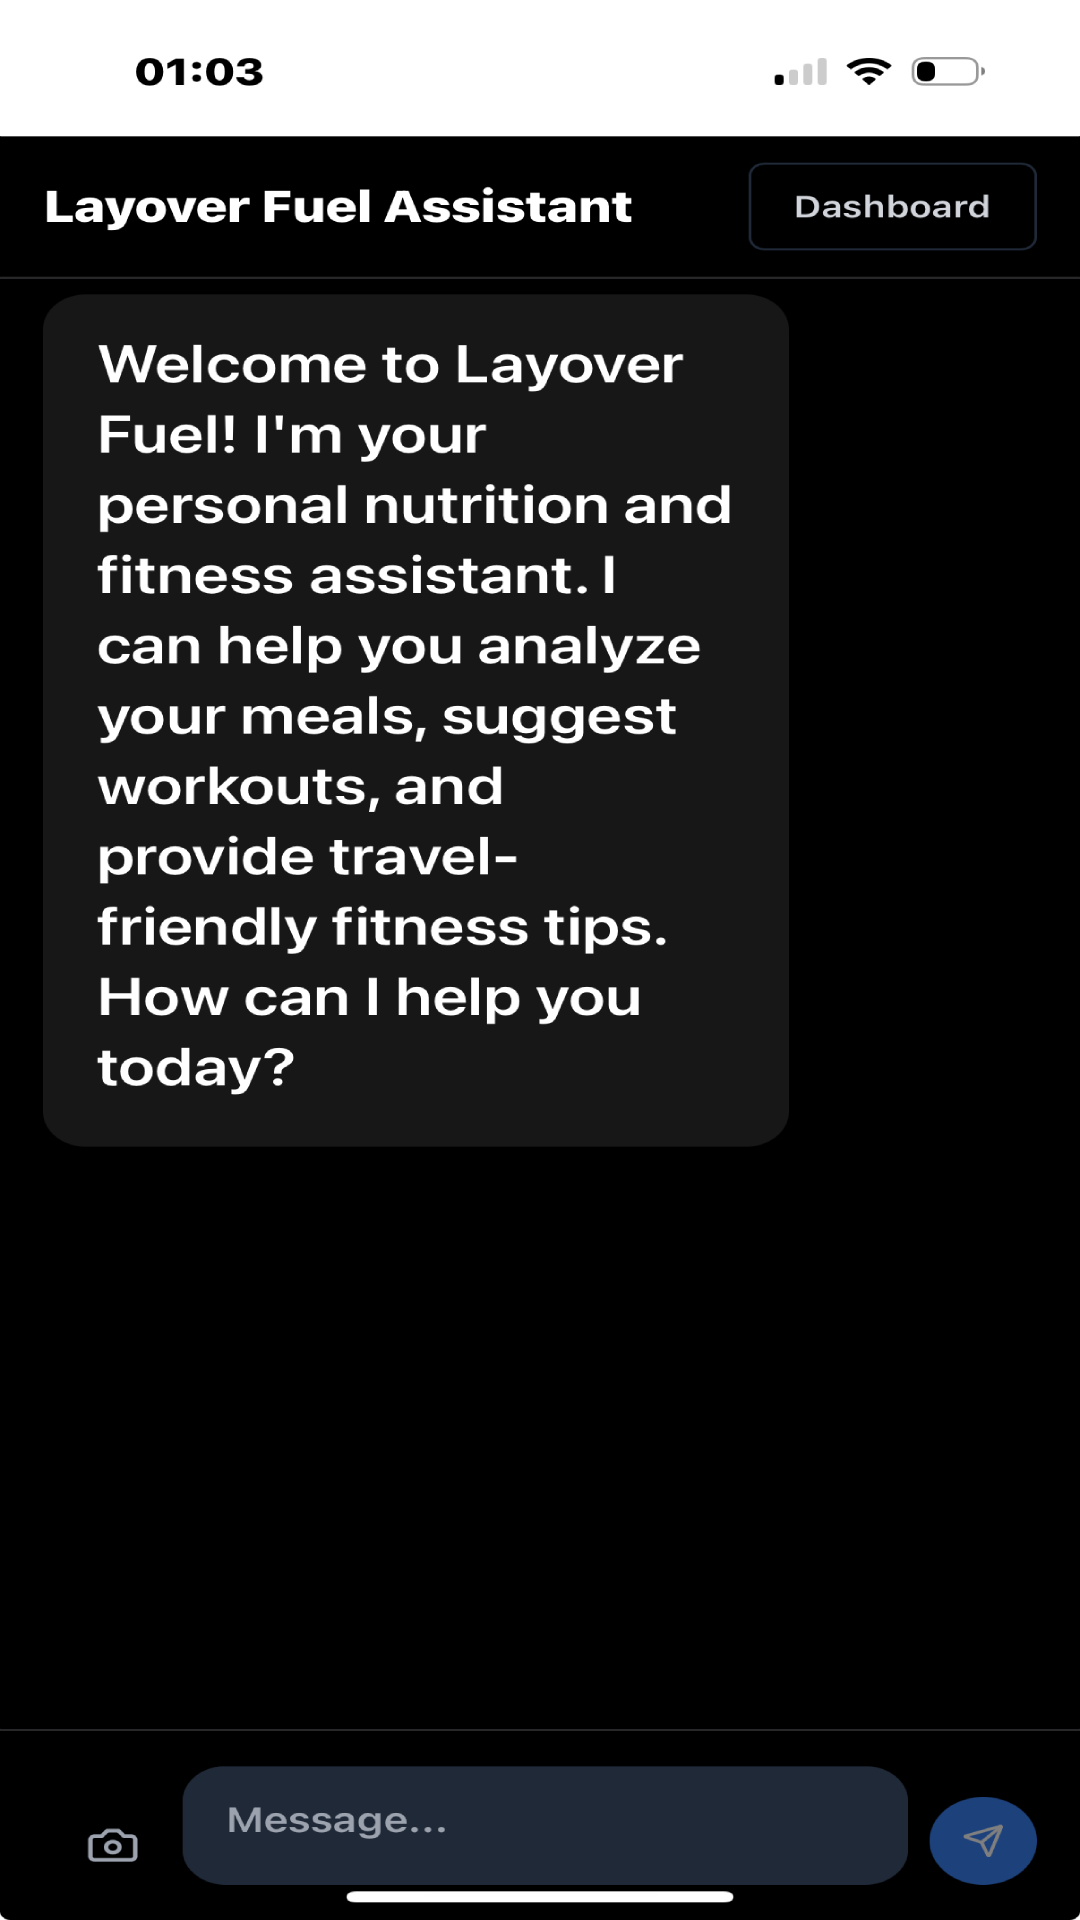 01:03
Layover Fuel Assistant
Dashboard
Welcome to Layover
Fuel! I'm your
personal nutrition and
fitness assistant. I
can help you analyze
your meals, suggest
workouts, and
provide travel-
friendly fitness tips.
How can I help you
today?
Message...